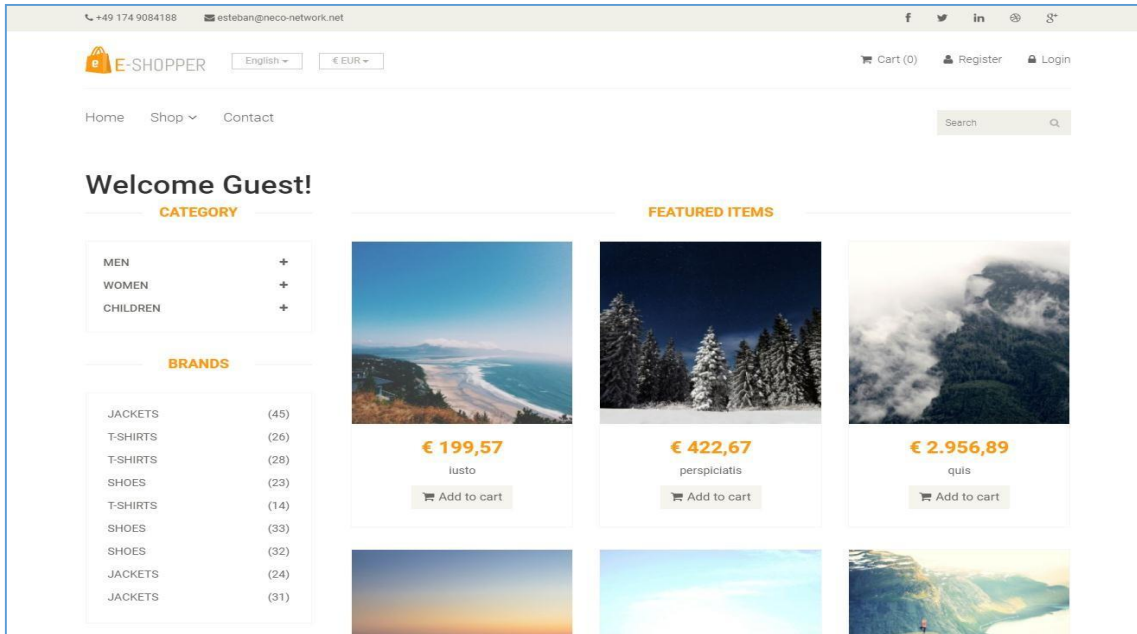 +49 174 9084188 esteban@neco-network.net
E-SHOPPER English € EUR Cart (0) Register Login
Home Shop Contact Search
Welcome Guest!
CATEGORY
MEN
WOMEN
CHILDREN
BRANDS
JACKETS (45)
T-SHIRTS (26)
T-SHIRTS (28)
SHOES (23)
T-SHIRTS (14)
SHOES (33)
SHOES (32)
JACKETS (24)
JACKETS (31)
FEATURED ITEMS
€ 199,57
iusto
Add to cart
€ 422,67
perspiciatis
Add to cart
€ 2.956,89
quis
Add to cart